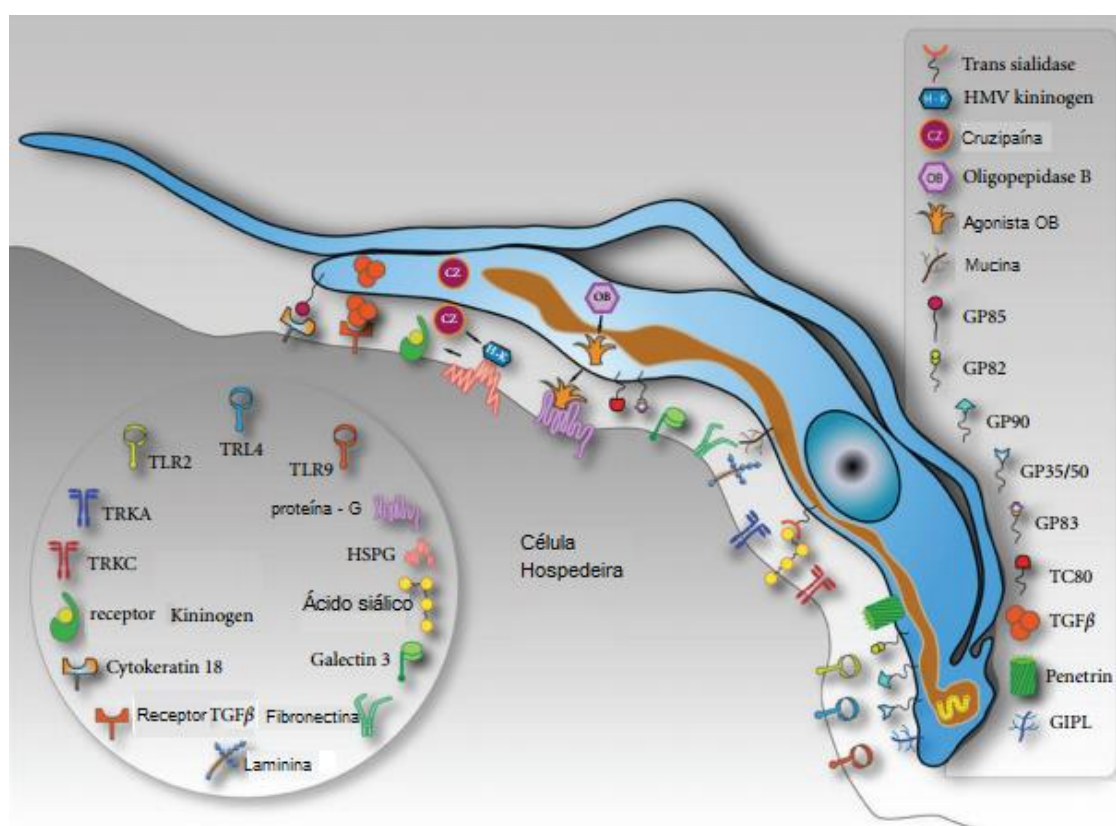 Trans sialidase
H-K HMV kininogen
CZ Cruzipaína
OB Oligopepidase B
Agonista OB
Mucina
GP85
GP82
GP90
GP35/50
GP83
TC80
TGFβ
Penetrin
GIPL
CZ
OB
CZ
H-K
Célula
Hospedeira
TRL4
TLR2
TLR9
TRKA
proteína - G
TRKC
HSPG
receptor Kininogen
Ácido siálico
Cytokeratin 18
Galectin 3
Receptor TGFβ
Fibronectina
Laminina